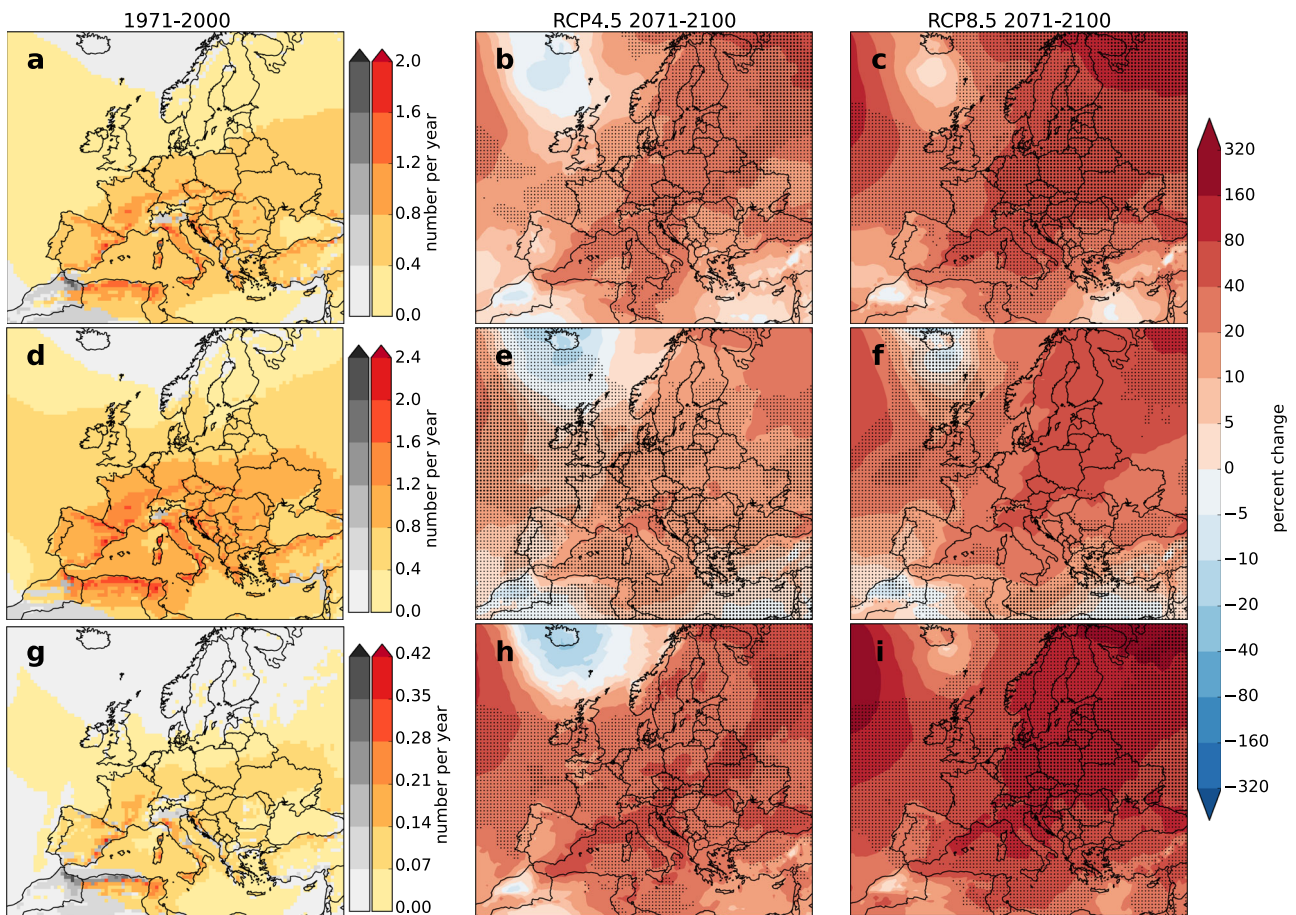 1971-2000
RCP4.5 2071-2100
RCP8.5 2071-2100
a
2.0
1.6
1.2
0.8
0.4
0.0
number per year
b
c
d
2.4
2.0
1.6
1.2
0.8
0.4
0.0
number per year
e
f
g
0.42
0.35
0.28
0.21
0.14
0.07
0.00
number per year
h
i
320
160
80
40
20
10
5
0
−5
−10
−20
−40
−80
−160
−320
percent change